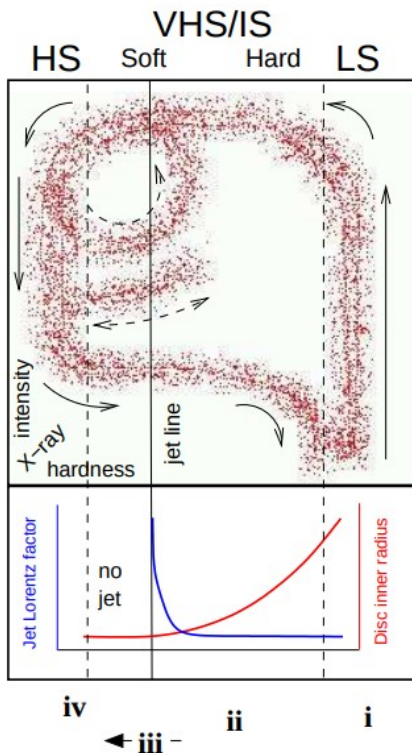 VHS/IS
HS Soft Hard LS
intensity
X-ray
hardness
jet line
Jet Lorentz factor
no
jet
Disc inner radius
iv
iii
ii
i